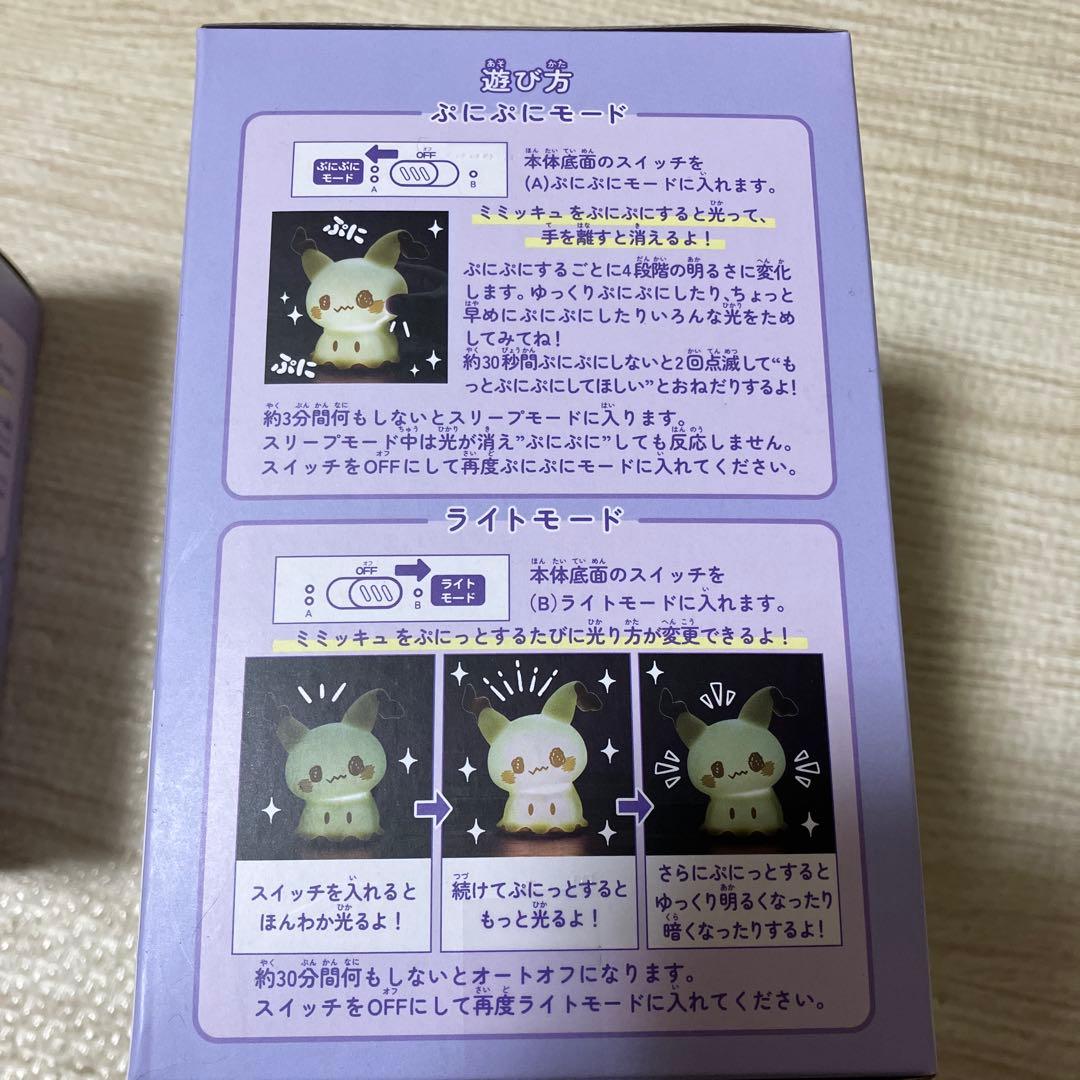 遊び方
ぷにぷにモード
ぷにぷに
モード
OFF
A
B
本体底面のスイッチを
(A)ぷにぷにモードに入れます。
ミミッキュをぷにぷにすると光って、
手を離すと消えるよ!
ぷに
ぷに
ぷにぷにするごとに4段階の明るさに変化
します。ゆっくりぷにぷにしたり、ちょっと
早めにぷにぷにしたりいろんな光をため
してみてね!
約30秒間ぷにぷにしないと2回点滅して“も
っとぷにぷにしてほしい”とおねだりするよ!
約3分間何もしないとスリープモードに入ります。
スリープモード中は光が消え”ぷにぷに”しても反応しません。
スイッチをOFFにして再度ぷにぷにモードに入れてください。
ライトモード
OFF
A
B
ライト
モード
本体底面のスイッチを
(B)ライトモードに入れます。
ミミッキュをぷにっとするたびに光り方が変更できるよ!
スイッチを入れると
ほんわか光るよ!
続けてぷにっとすると
もっと光るよ!
さらにぷにっとすると
ゆっくり明るくなったり
暗くなったりするよ!
約30分間何もしないとオートオフになります。
スイッチをOFFにして再度ライトモードに入れてください。